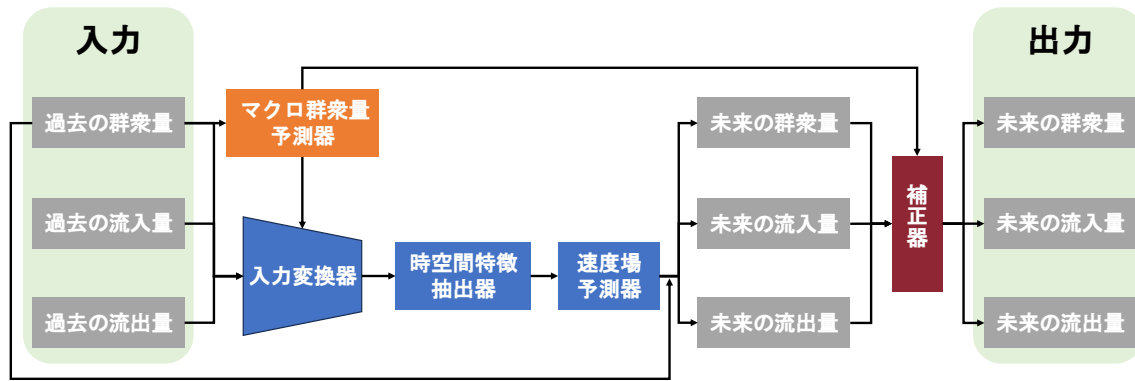 入力
過去の群衆量
過去の流入量
過去の流出量
マクロ群衆量
予測器
入力変換器
時空間特徴
抽出器
速度場
予測器
未来の群衆量
未来の流入量
未来の流出量
補正器
出力
未来の群衆量
未来の流入量
未来の流出量